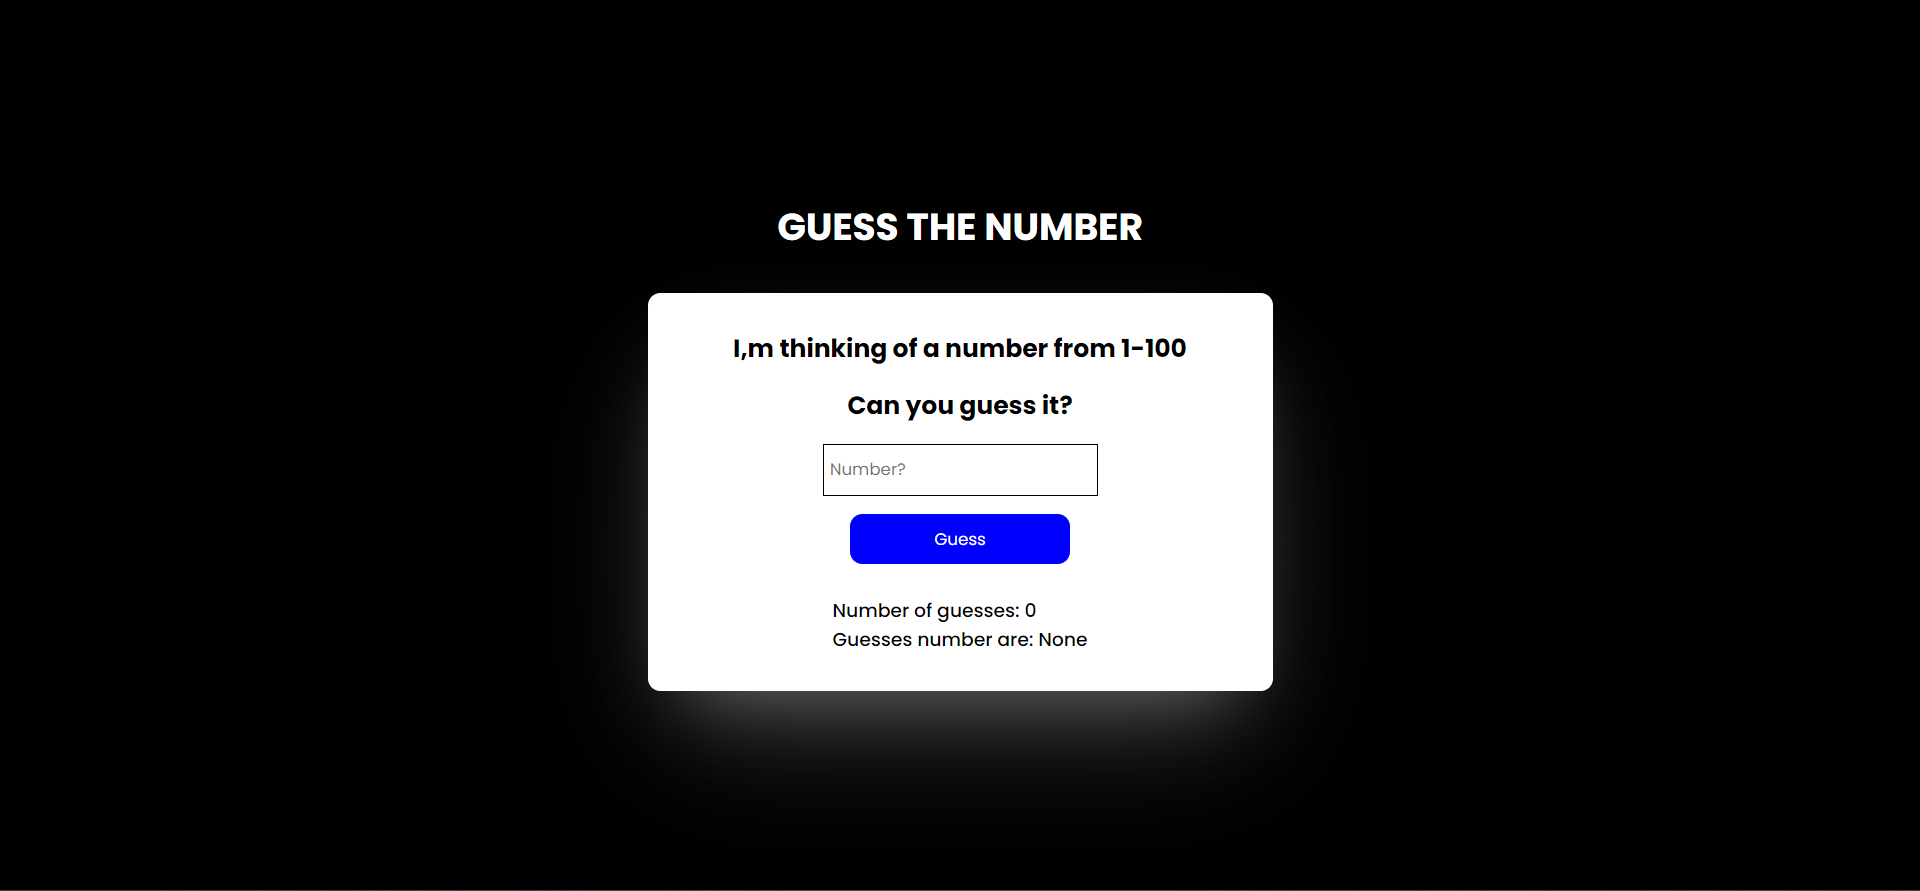 GUESS THE NUMBER
I,m thinking of a number from 1-100
Can you guess it?
Number?
Guess
Number of guesses: 0
Guesses number are: None